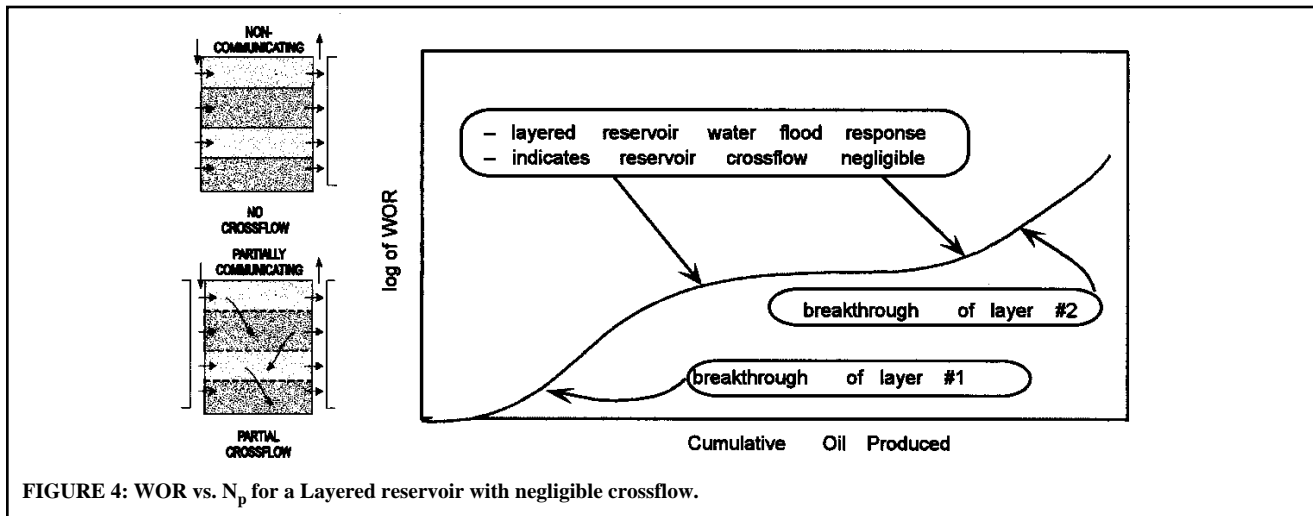 NON-
COMMUNICATING
NO
CROSSFLOW
PARTIALLY
COMMUNICATING
PARTIAL
CROSSFLOW
log of WOR
– layered reservoir water flood response
– indicates reservoir crossflow negligible
breakthrough of layer #2
breakthrough of layer #1
Cumulative Oil Produced
FIGURE 4: WOR vs. Np for a Layered reservoir with negligible crossflow.